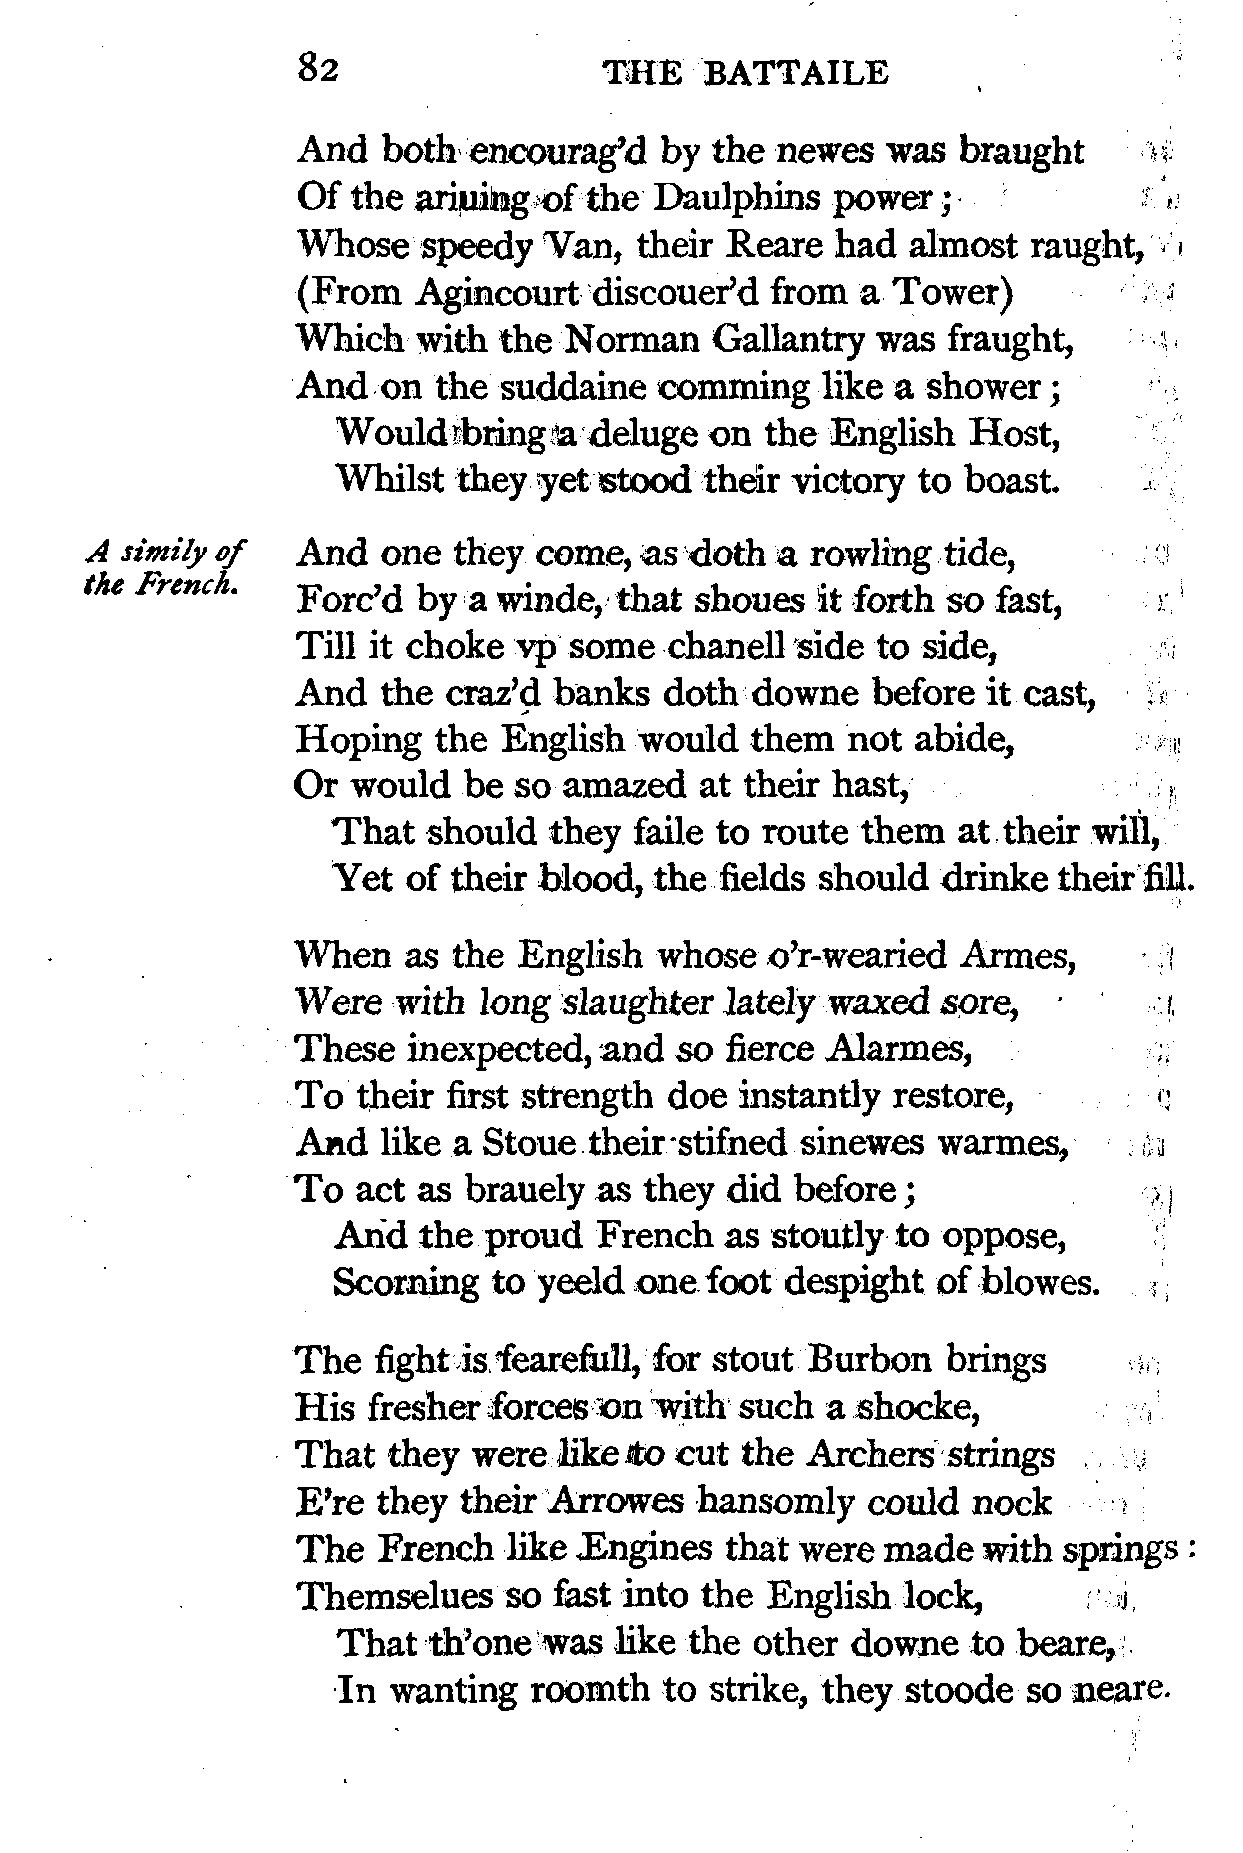 82 THE BATTAILE
And both encourag'd by the newes was braught
Of the ariuing of the Daulphins power;
Whose speedy Van, their Reare had almost raught,
(From Agincourt discouer'd from a Tower)
Which with the Norman Gallantry was fraught,
And on the suddaine comming like a shower;
Would bring a deluge on the English Host,
Whilst they yet stood their victory to boast.
A simily of
the French.
And one they come, as doth a rowling tide,
Forc'd by a winde, that shoues it forth so fast,
Till it choke vp some chanell side to side,
And the craz'd banks doth downe before it cast,
Hoping the English would them not abide,
Or would be so amazed at their hast,
That should they faile to route them at their will,
Yet of their blood, the fields should drinke their fill.
When as the English whose o'r-wearied Armes,
Were with long slaughter lately waxed sore,
These inexpected, and so fierce Alarmes,
To their first strength doe instantly restore,
And like a Stoue their stifned sinewes warmes,
To act as brauely as they did before;
And the proud French as stoutly to oppose,
Scorning to yeeld one foot despight of blowes.
The fight is fearefull, for stout Burbon brings
His fresher forces on with such a shocke,
That they were like to cut the Archers strings
E're they their Arrowes hansomly could nock
The French like Engines that were made with springs:
Themselues so fast into the English lock,
That th'one was like the other downe to beare,
In wanting roomth to strike, they stoode so neare.